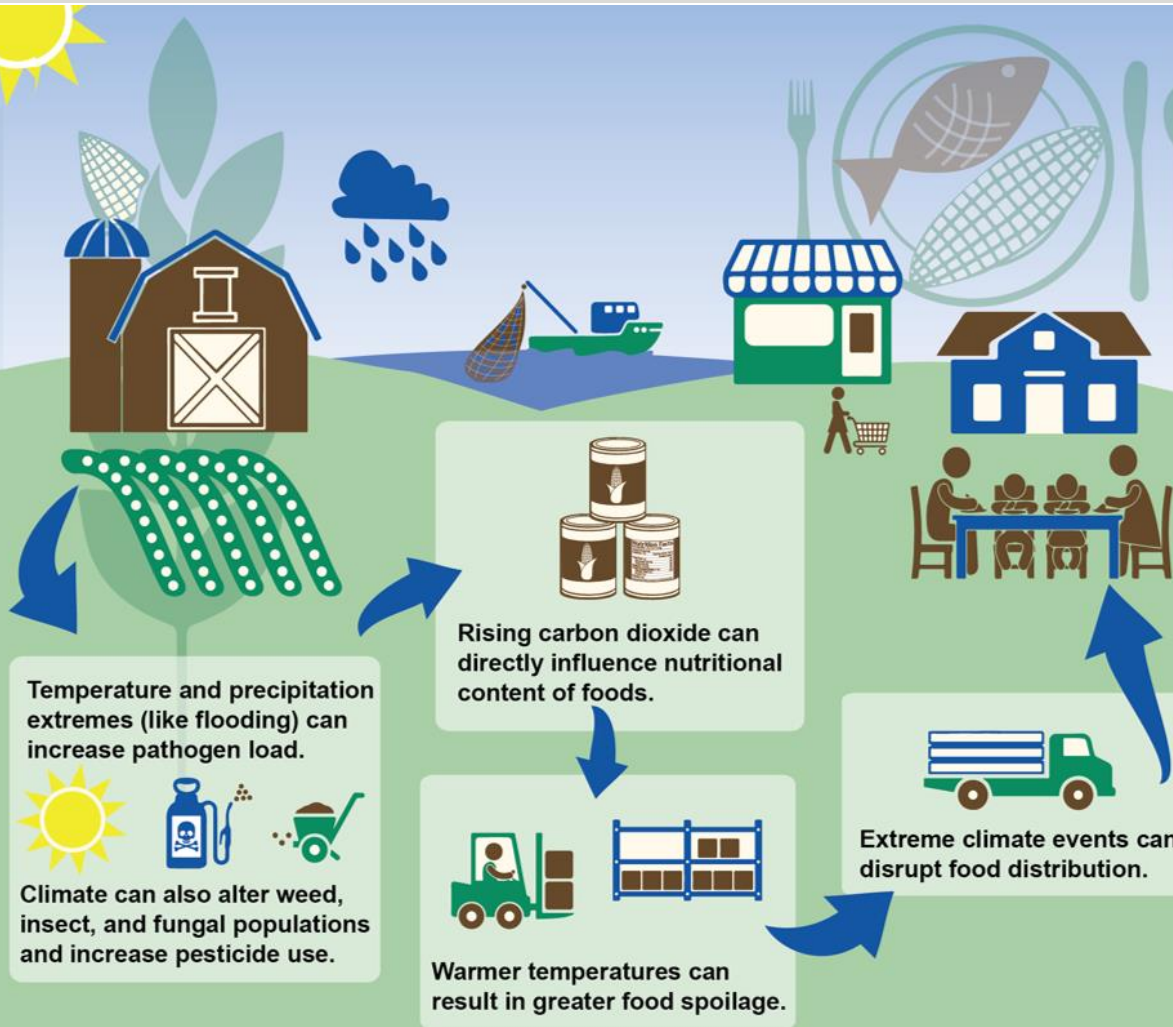 Temperature and precipitation
extremes (like flooding) can
increase pathogen load.
Climate can also alter weed,
insect, and fungal populations
and increase pesticide use.
Rising carbon dioxide can
directly influence nutritional
content of foods.
Warmer temperatures can
result in greater food spoilage.
Extreme climate events can
disrupt food distribution.